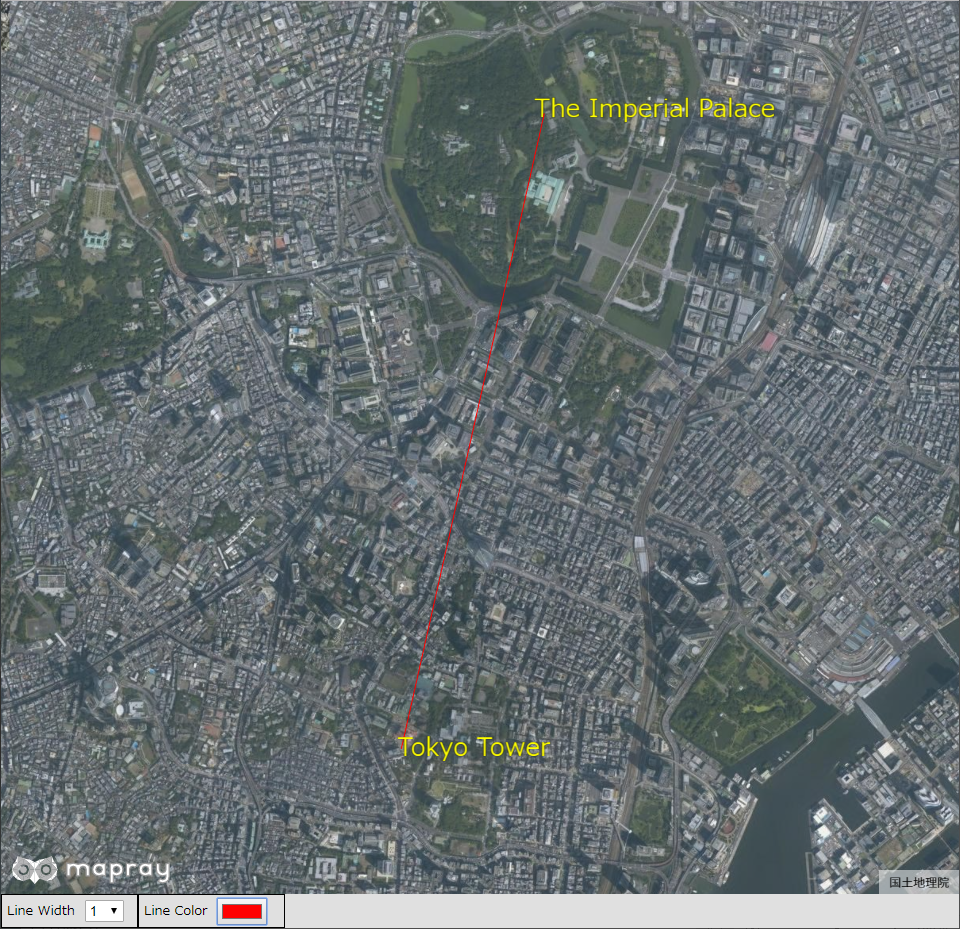 The Imperial Palace
Tokyo Tower
mapray
国土地理院
Line Width 1 Line Color